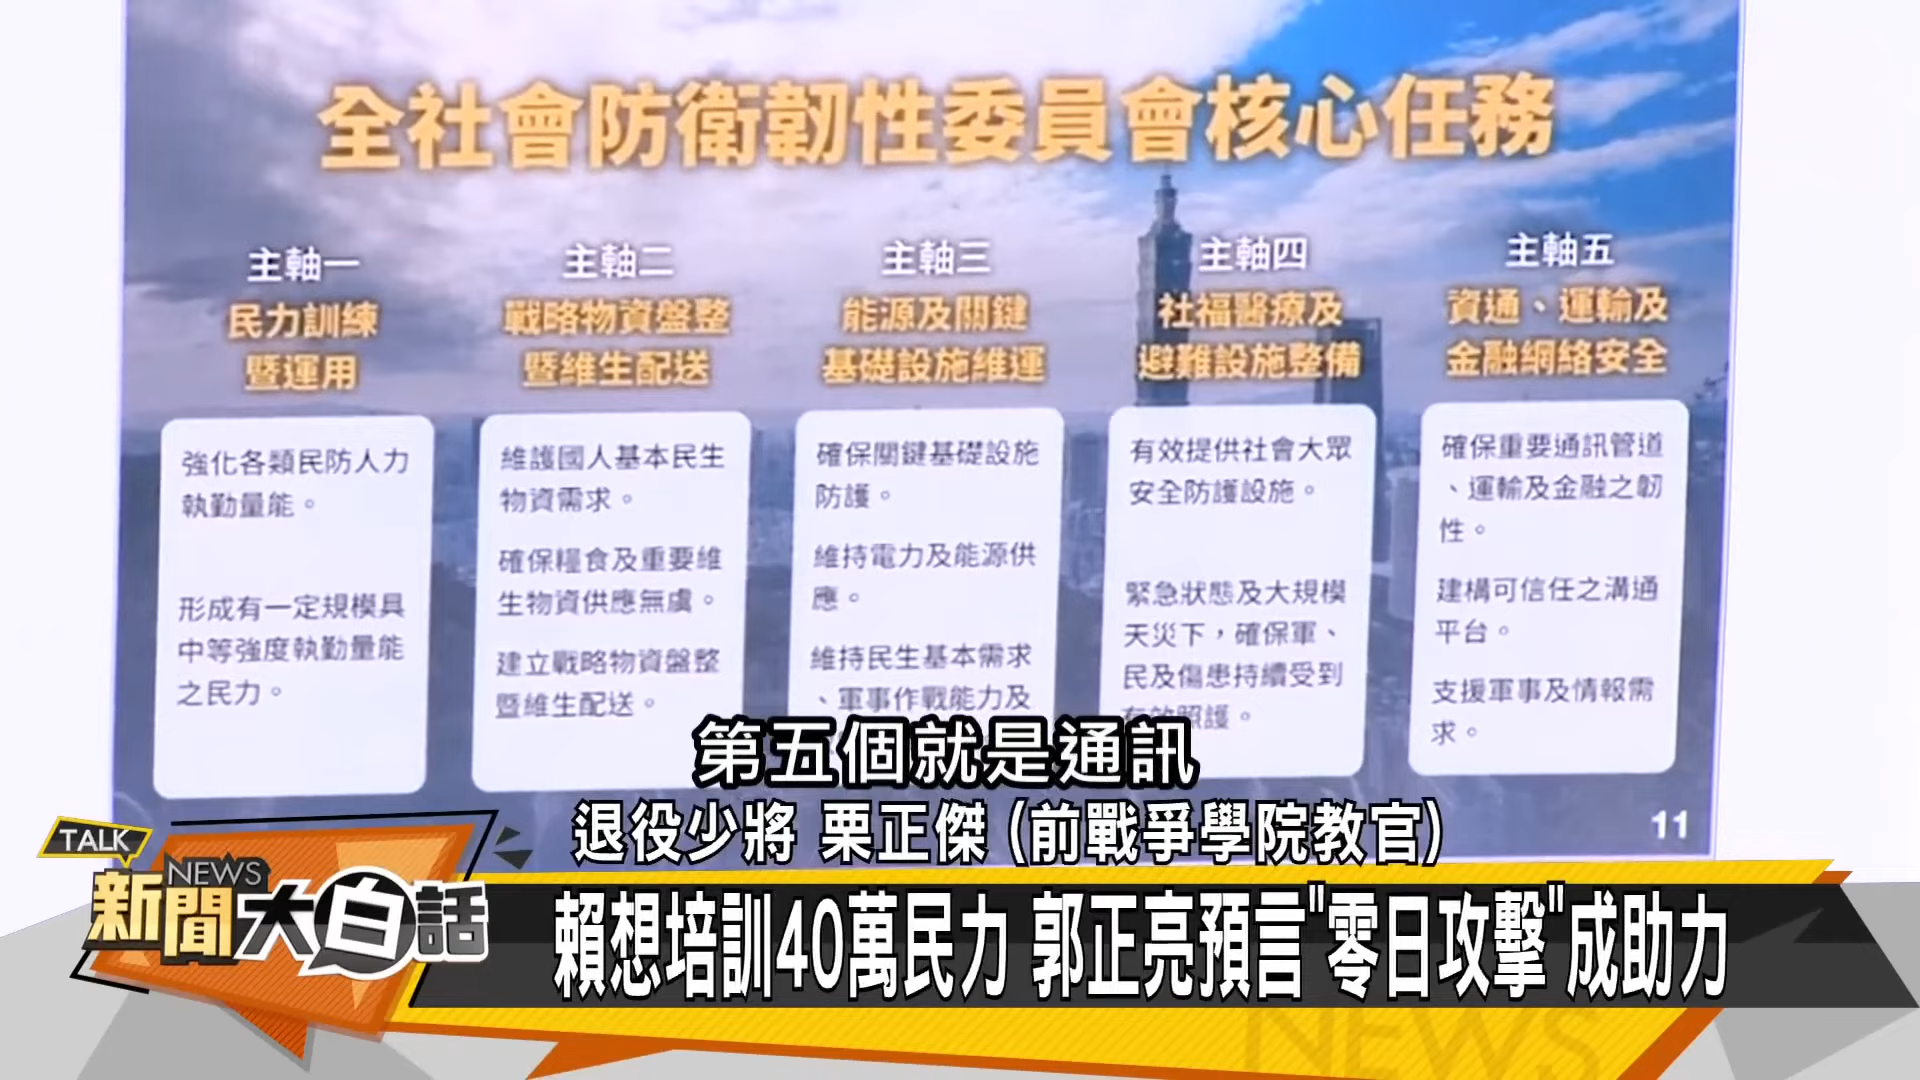 全社會防衛韌性委員會核心任務
主軸一
民力訓練
暨運用
強化各類民防人力
執勤量能。
形成有一定規模具
中等強度執勤量能
之民力。
主軸二
戰略物資盤整
暨維生配送
維護國人基本民生
物資需求。
確保糧食及重要維
生物資供應無虞。
建立戰略物資盤整
暨維生配送。
主軸三
能源及關鍵
基礎設施維運
確保關鍵基礎設施
防護。
維持電力及能源供
應。
維持民生基本需求
、軍事作戰能力及
主軸四
社福醫療及
避難設施整備
有效提供社會大眾
安全防護設施。
緊急狀態及大規模
天災下，確保軍、
民及傷患持續受到
有效照護。
主軸五
資通、運輸及
金融網絡安全
確保重要通訊管道
、運輸及金融之韌
性。
建構可信任之溝通
平台。
支援軍事及情報需
求。
11
第五個就是通訊
退役少將 栗正傑 (前戰爭學院教官)
TALK
NEWS
新聞大白話
賴想培訓40萬民力 郭正亮預言"零日攻擊"成助力
NEWS